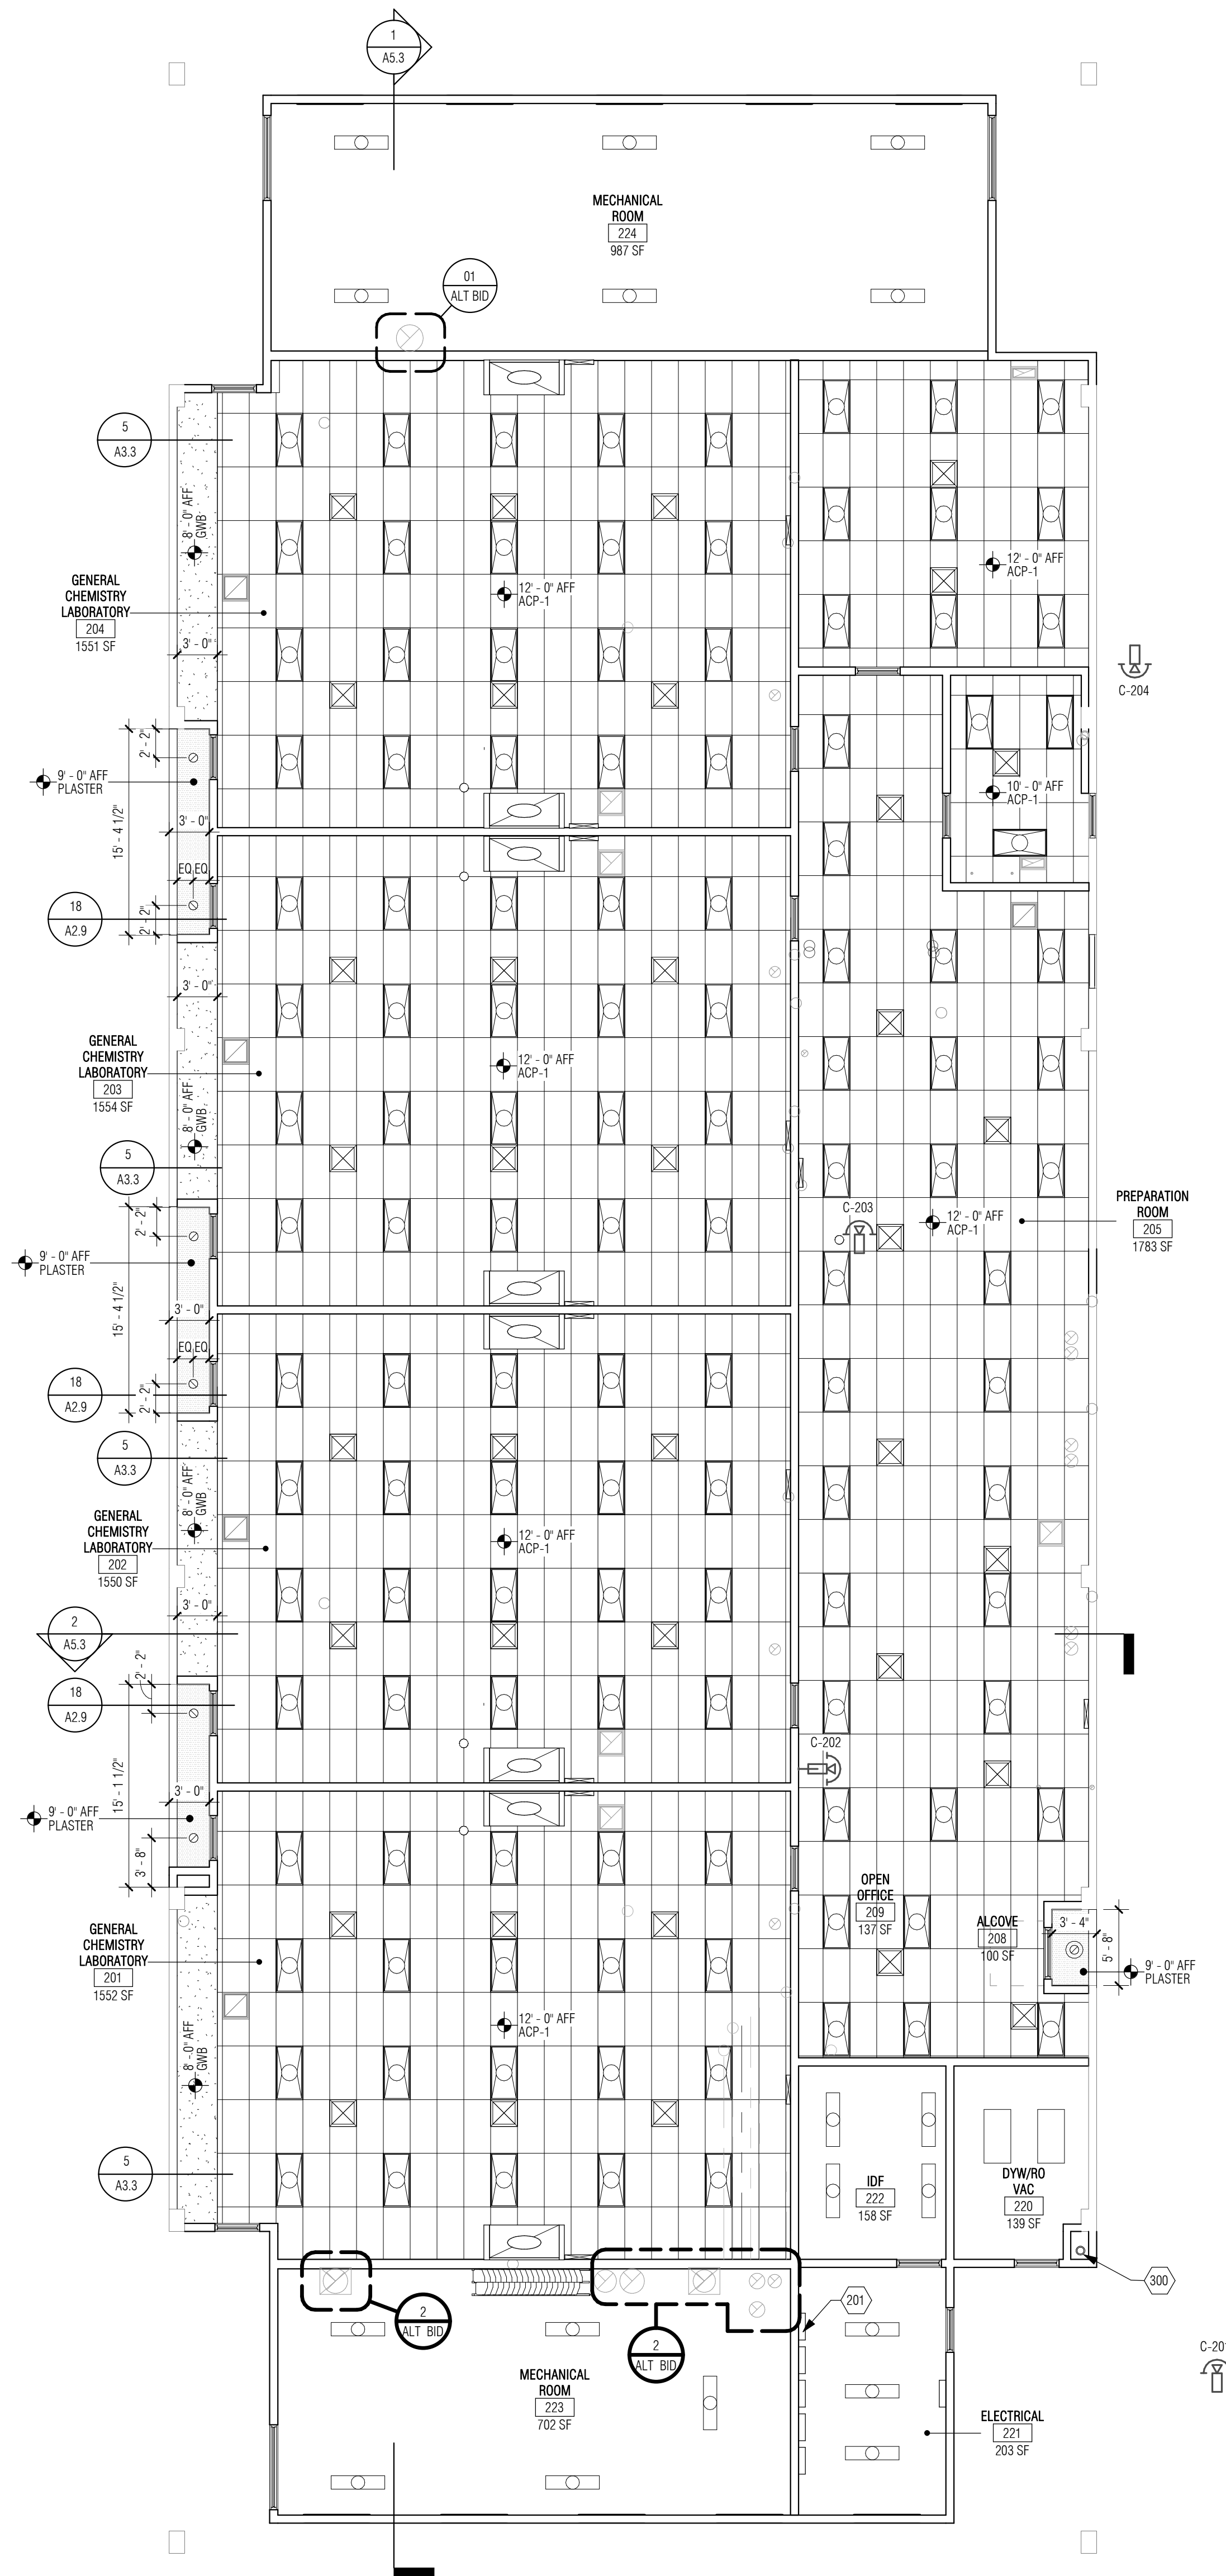 1
A5.3
MECHANICAL
ROOM
224
987 SF
01
ALT BID
5
A3.3
8' - 0" AFF
GWB
12' - 0" AFF
ACP-1
12' - 0" AFF
ACP-1
GENERAL
CHEMISTRY
LABORATORY
204
1551 SF
3' - 0"
C-204
2' - 2"
9' - 0" AFF
PLASTER
15' - 4 1/2"
3' - 0"
EQ EQ
10' - 0" AFF
ACP-1
18
A2.9
2' - 2"
3' - 0"
GENERAL
CHEMISTRY
LABORATORY
203
1554 SF
12' - 0" AFF
ACP-1
8' - 0" AFF
GWB
5
A3.3
PREPARATION
ROOM
205
1783 SF
C-203
12' - 0" AFF
ACP-1
2' - 2"
9' - 0" AFF
PLASTER
15' - 4 1/2"
3' - 0"
EQ EQ
18
A2.9
2' - 2"
5
A3.3
8' - 0" AFF
GWB
GENERAL
CHEMISTRY
LABORATORY
202
1550 SF
12' - 0" AFF
ACP-1
3' - 0"
2
A5.3
2' - 2"
18
A2.9
C-202
15' - 1 1/2"
3' - 0"
9' - 0" AFF
PLASTER
3' - 8"
OPEN
OFFICE
209
137 SF
ALCOVE
208
100 SF
3' - 4"
5' - 8"
9' - 0" AFF
PLASTER
GENERAL
CHEMISTRY
LABORATORY
201
1552 SF
12' - 0" AFF
ACP-1
8' - 0" AFF
GWB
5
A3.3
IDF
222
158 SF
DYW/RO
VAC
220
139 SF
300
201
2
ALT BID
2
ALT BID
C-201
MECHANICAL
ROOM
223
702 SF
ELECTRICAL
221
203 SF